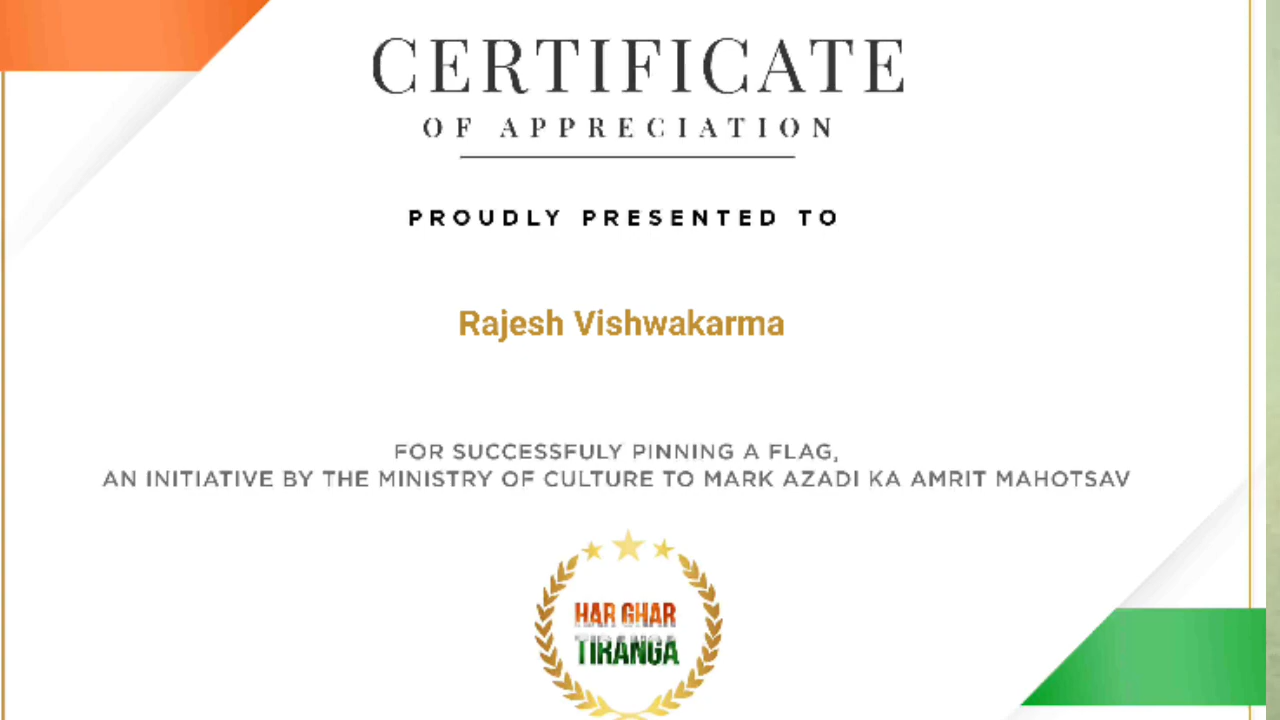 CERTIFICATE
OF APPRECIATION
PROUDLY PRESENTED TO
Rajesh Vishwakarma
FOR SUCCESSFULY PINNING A FLAG,
AN INITIATIVE BY THE MINISTRY OF CULTURE TO MARK AZADI KA AMRIT MAHOTSAV
HAR GHAR
TIRANGA